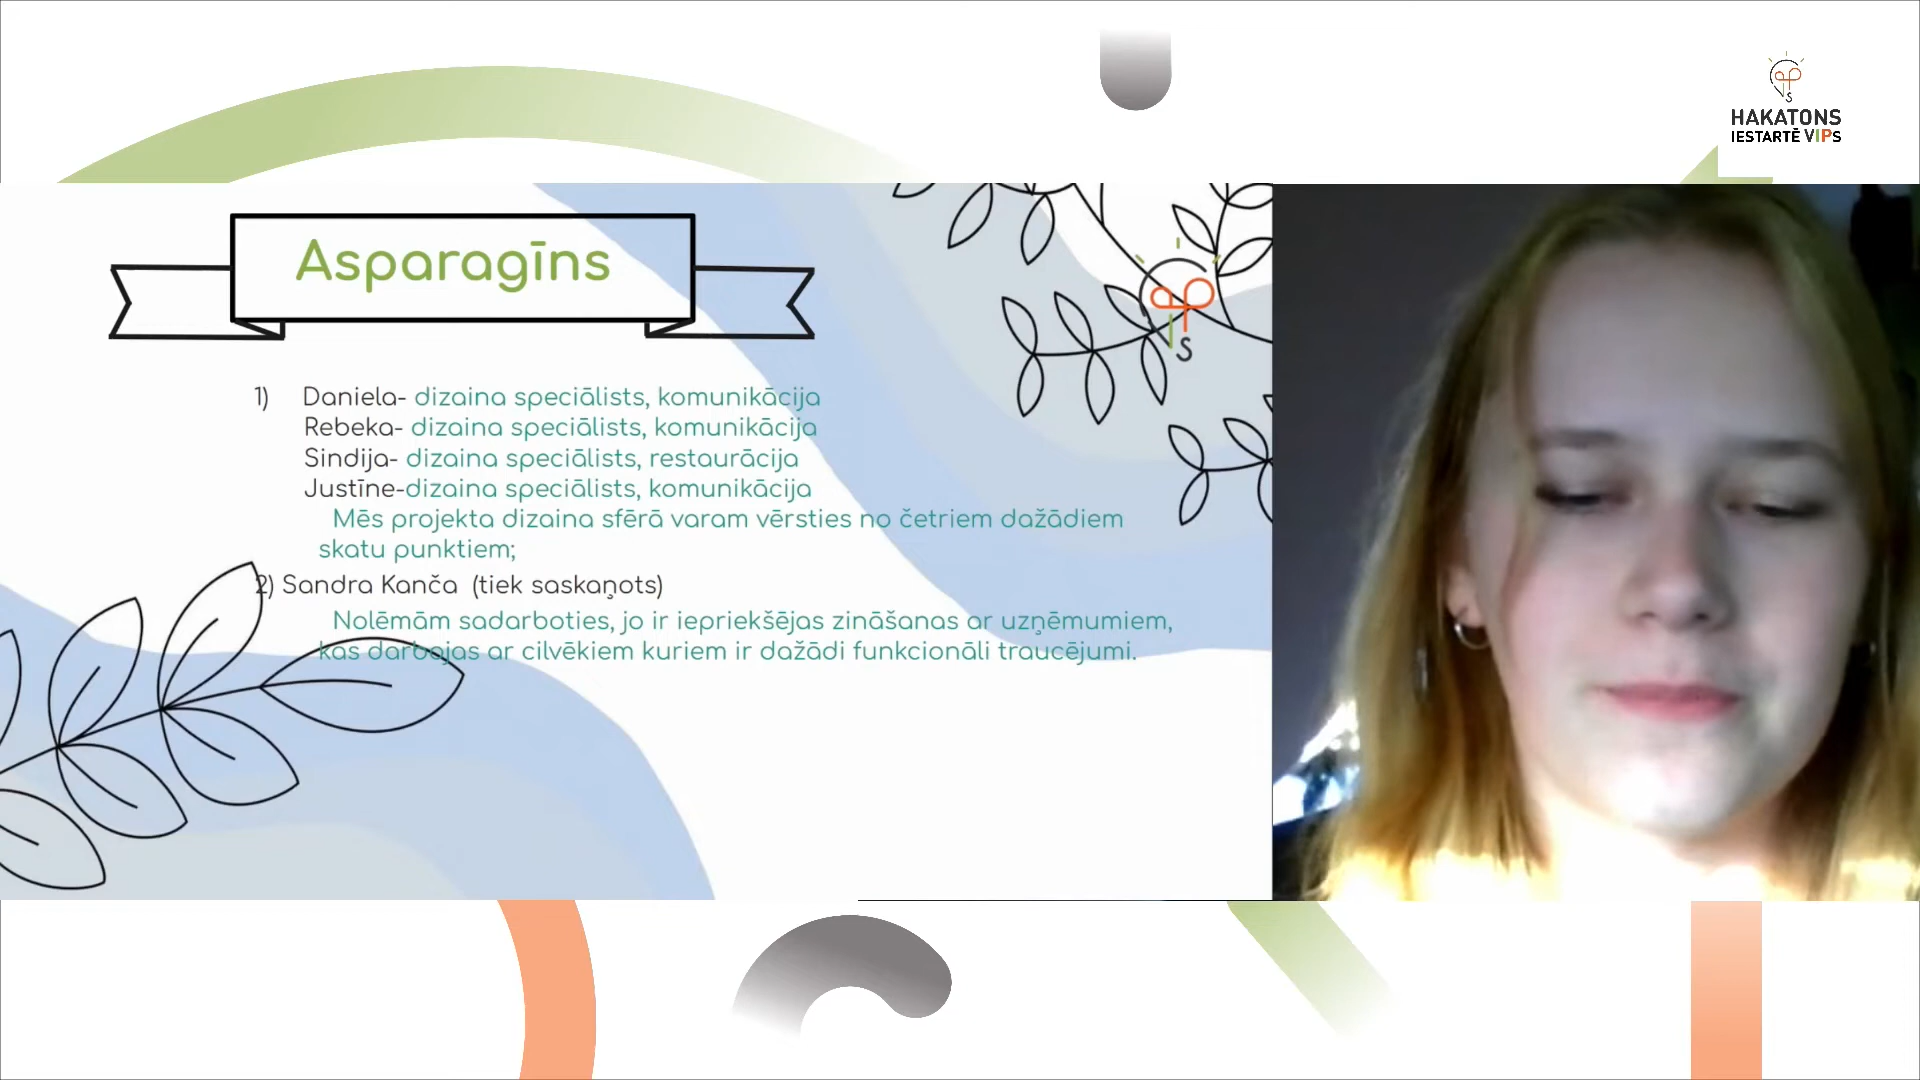 HAKATONS
IESTARTĒ VIPS
Asparagīns
S
1) Daniela- dizaina speciālists, komunikācija
Rebeka- dizaina speciālists, komunikācija
Sindija- dizaina speciālists, restaurācija
Justīne-dizaina speciālists, komunikācija
Mēs projekta dizaina sfērā varam vērsties no četriem dažādiem
skatu punktiem;
2) Sandra Kanča (tiek saskaņots)
Nolēmām sadarboties, jo ir iepriekšējas zināšanas ar uzņēmumiem,
kas darbojas ar cilvēkiem kuriem ir dažādi funkcionāli traucējumi.